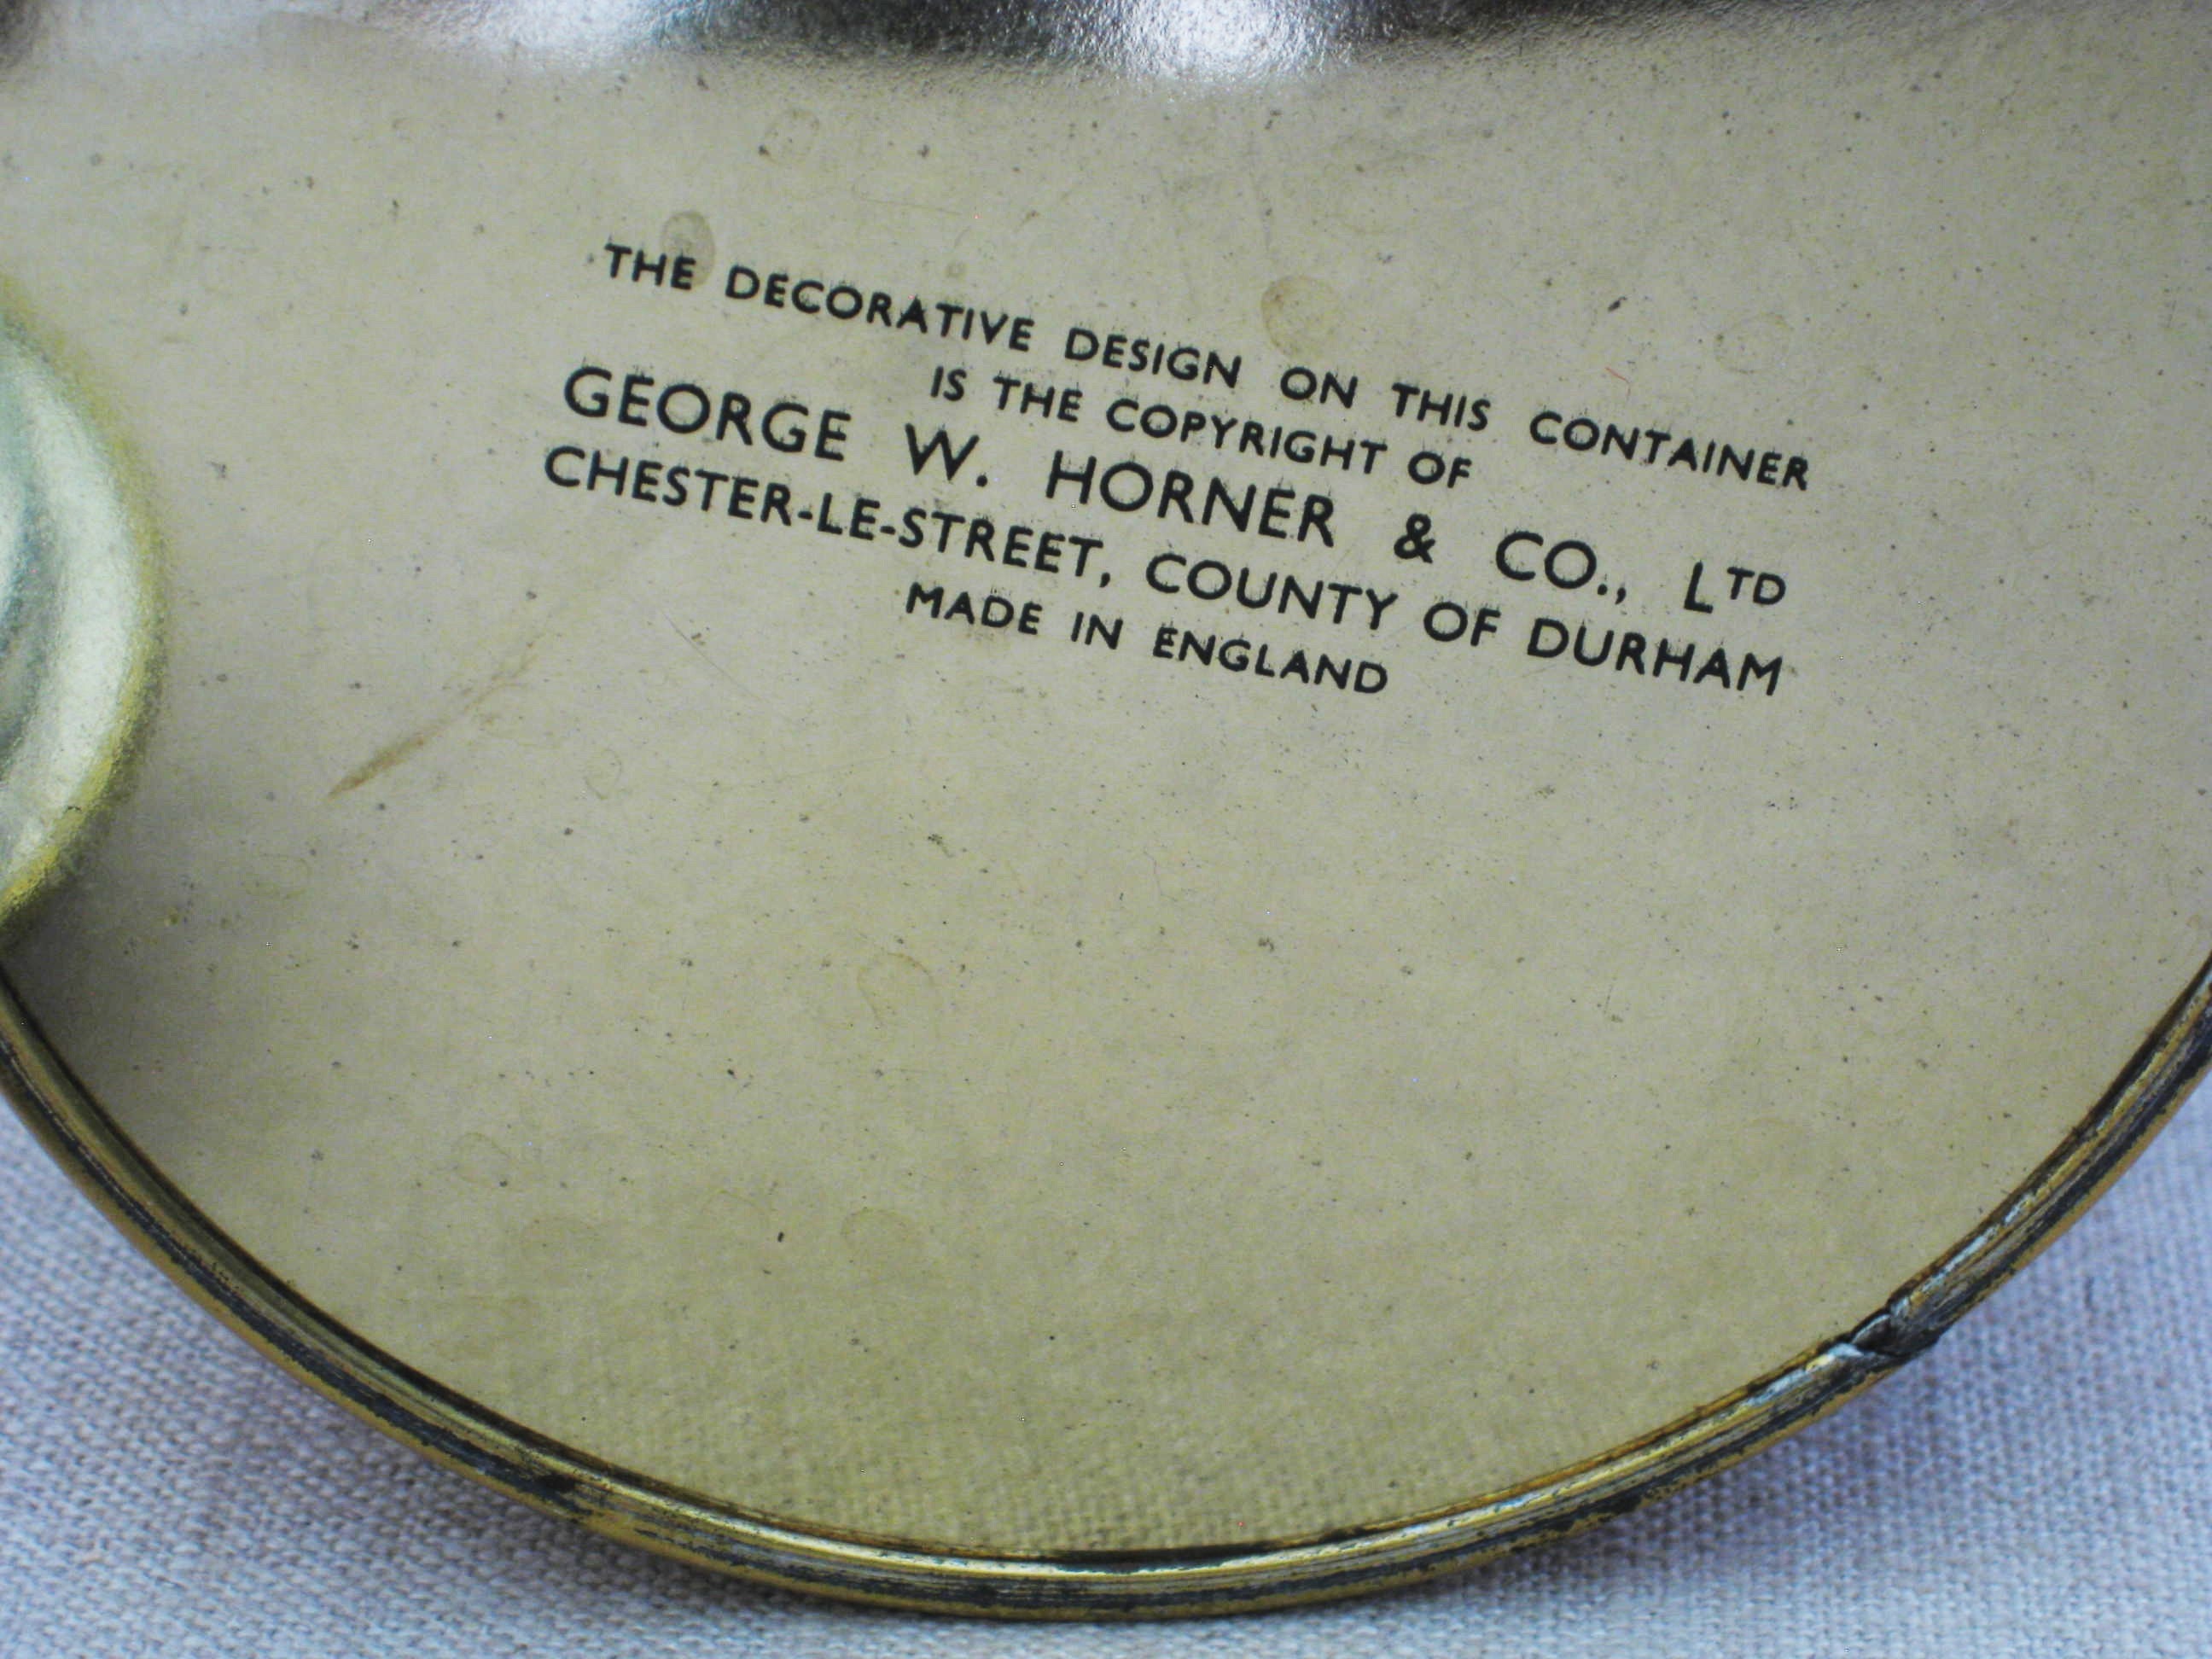 THE DECORATIVE DESIGN ON THIS CONTAINER
IS THE COPYRIGHT OF
GEORGE W. HORNER & CO., LTD
CHESTER-LE-STREET, COUNTY OF DURHAM
MADE IN ENGLAND